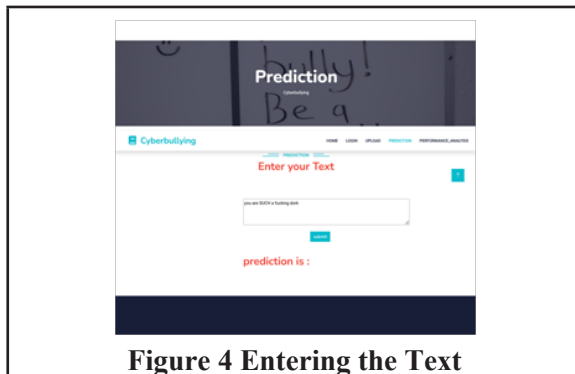 bully!
Prediction
Cyberbullying
Be a
Cyberbullying
HOME LOGIN UPLOAD PREDICTION PERFORMANCE_ANALYSIS
PREDICTION
Enter your Text
you are SUCH a fucking dork
submit
prediction is :
Figure 4 Entering the Text